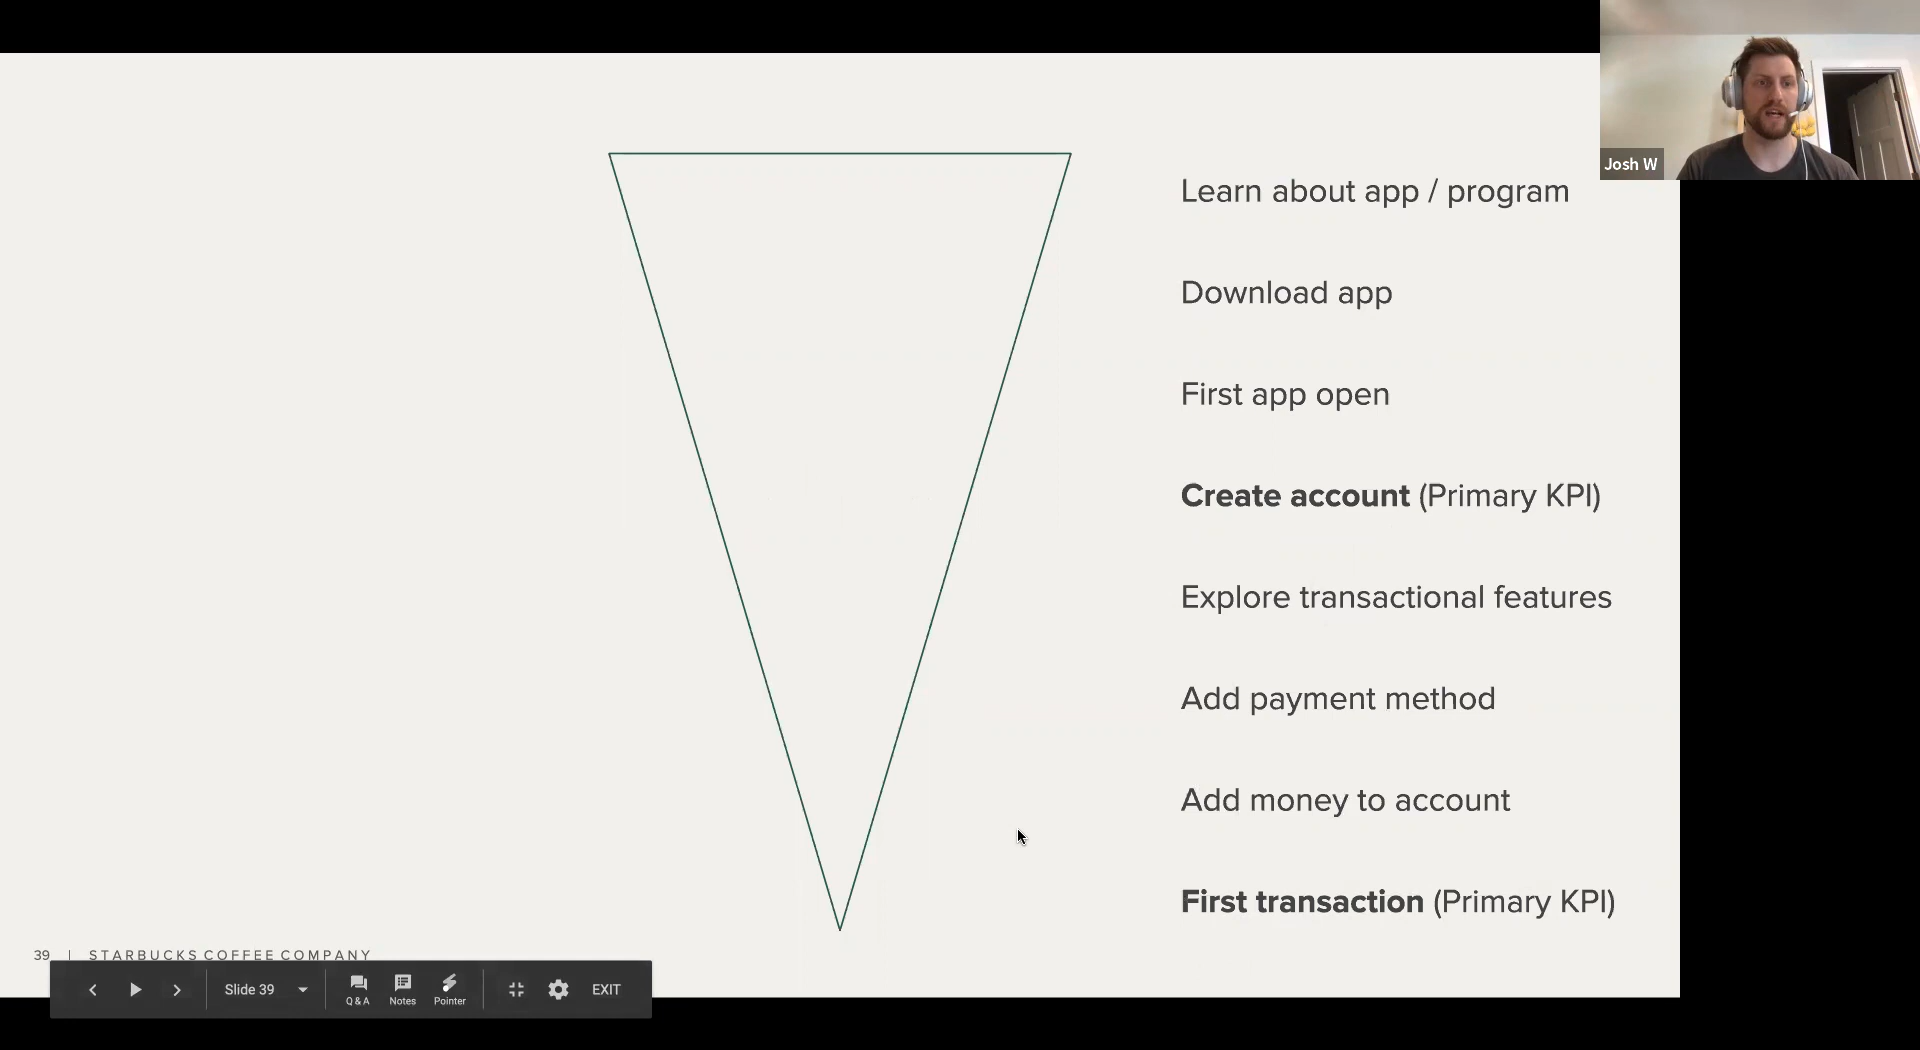 Josh W
Learn about app / program
Download app
First app open
Create account (Primary KPI)
Explore transactional features
Add payment method
Add money to account
First transaction (Primary KPI)
39 | STARBUCKS COFFEE COMPANY
Slide 39
Q & A
Notes
Pointer
EXIT